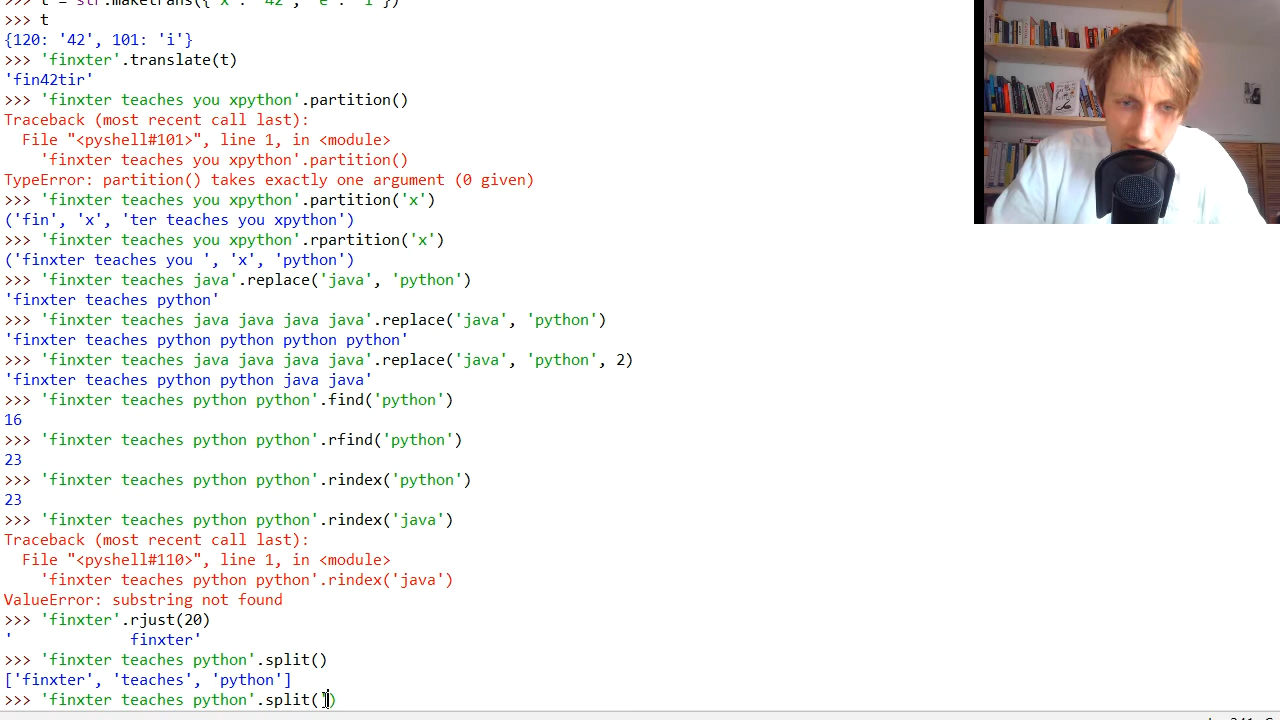 >>> t = str.maketrans({'x': '42', 'e': 'i'})
>>> t
{120: '42', 101: 'i'}
>>> 'finxter'.translate(t)
'fin42tir'
>>> 'finxter teaches you xpython'.partition()
Traceback (most recent call last):
  File "<pyshell#101>", line 1, in <module>
    'finxter teaches you xpython'.partition()
TypeError: partition() takes exactly one argument (0 given)
>>> 'finxter teaches you xpython'.partition('x')
('fin', 'x', 'ter teaches you xpython')
>>> 'finxter teaches you xpython'.rpartition('x')
('finxter teaches you ', 'x', 'python')
>>> 'finxter teaches java'.replace('java', 'python')
'finxter teaches python'
>>> 'finxter teaches java java java java'.replace('java', 'python')
'finxter teaches python python python python'
>>> 'finxter teaches java java java java'.replace('java', 'python', 2)
'finxter teaches python python java java'
>>> 'finxter teaches python python'.find('python')
16
>>> 'finxter teaches python python'.rfind('python')
23
>>> 'finxter teaches python python'.rindex('python')
23
>>> 'finxter teaches python python'.rindex('java')
Traceback (most recent call last):
  File "<pyshell#110>", line 1, in <module>
    'finxter teaches python python'.rindex('java')
ValueError: substring not found
>>> 'finxter'.rjust(20)
'             finxter'
>>> 'finxter teaches python'.split()
['finxter', 'teaches', 'python']
>>> 'finxter teaches python'.split(')